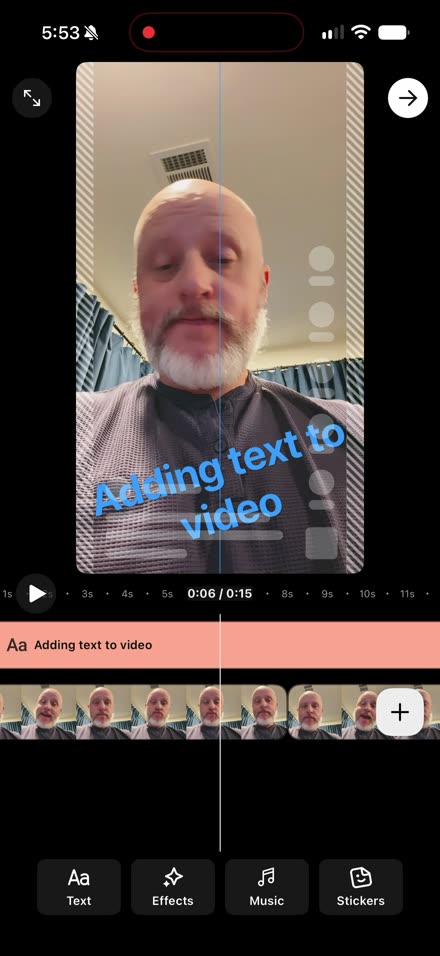 5:53
Adding text to
video
1s
3s
4s
5s
0:06 / 0:15
8s
9s
10s
11s
Aa Adding text to video
Aa
Text
Effects
Music
Stickers